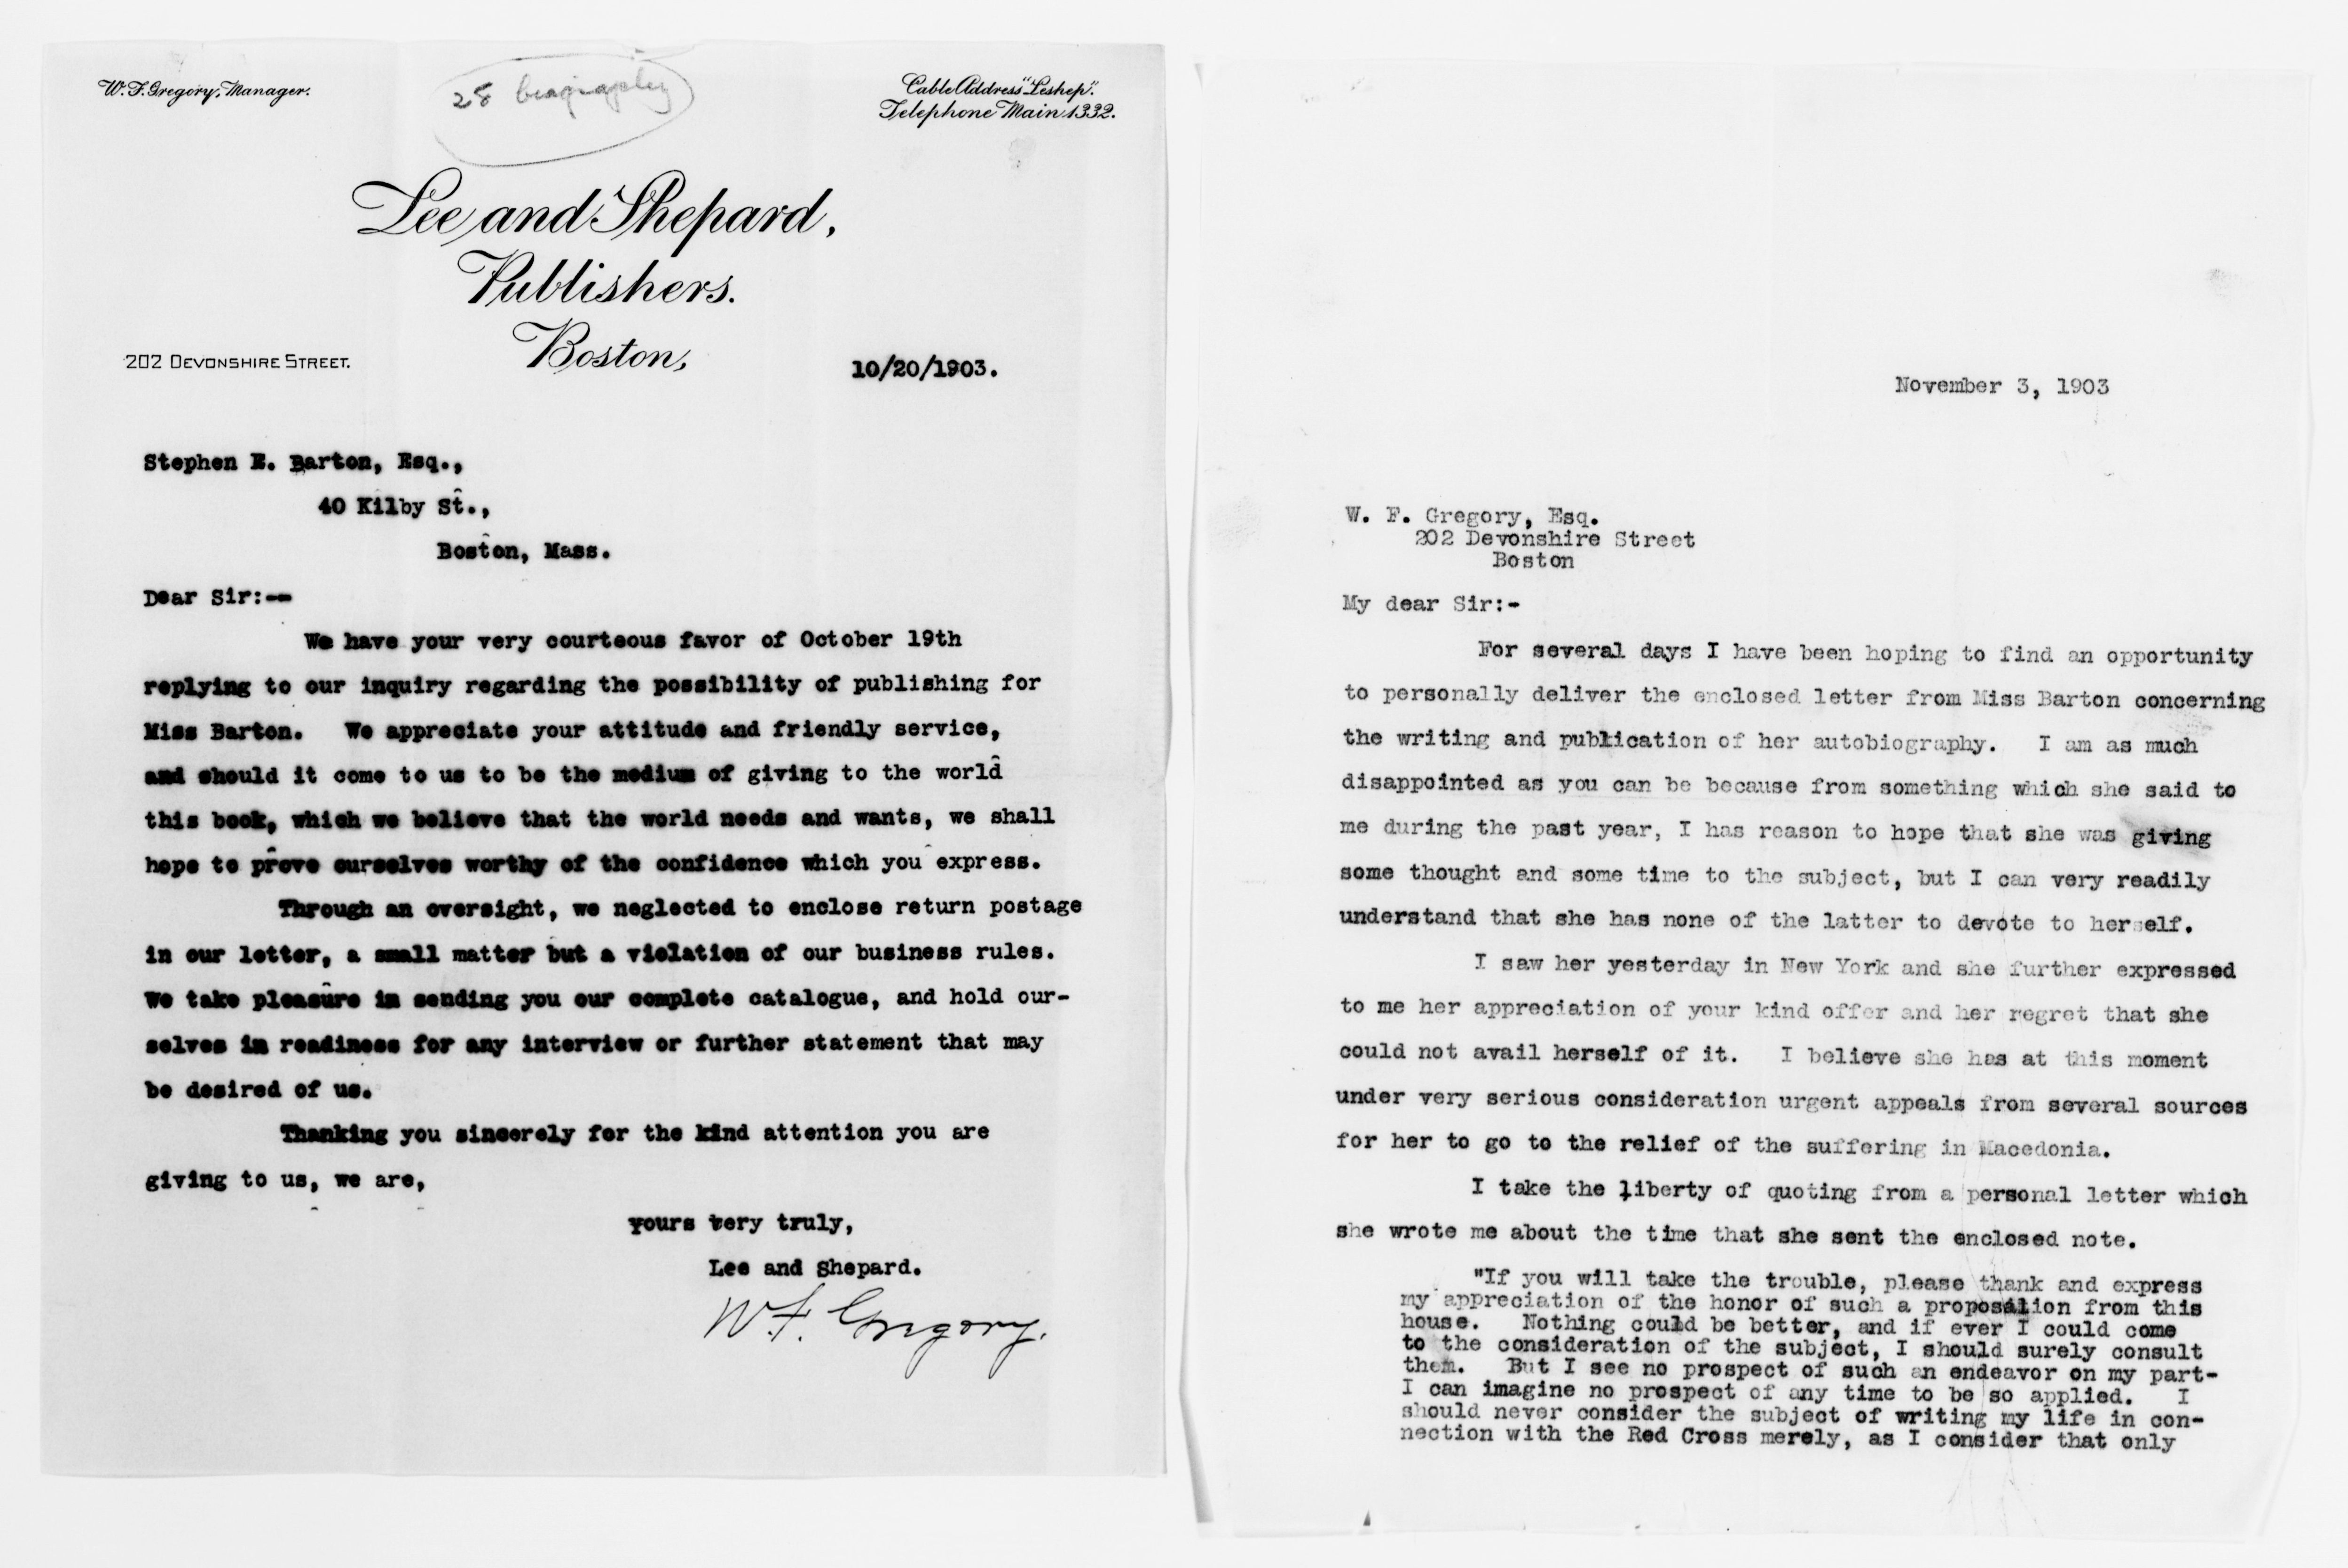 W. F. Gregory, Manager.
28 biography
Cable Address "Leshep".
Telephone Main 1332.
Lee and Shepard,
Publishers.
Boston,
202 DEVONSHIRE STREET.
10/20/1903.
Stephen E. Barton, Esq.,
40 Kilby St.,
Boston, Mass.
Dear Sir:--
We have your very courteous favor of October 19th
replying to our inquiry regarding the possibility of publishing for
Miss Barton. We appreciate your attitude and friendly service,
and should it come to us to be the medium of giving to the world
this book, which we believe that the world needs and wants, we shall
hope to prove ourselves worthy of the confidence which you express.
Through an oversight, we neglected to enclose return postage
in our letter, a small matter but a violation of our business rules.
We take pleasure in sending you our complete catalogue, and hold our-
selves in readiness for any interview or further statement that may
be desired of us.
Thanking you sincerely for the kind attention you are
giving to us, we are,
yours very truly,
Lee and Shepard.
W. F. Gregory.
November 3, 1903
W. F. Gregory, Esq.
202 Devonshire Street
Boston
My dear Sir:-
For several days I have been hoping to find an opportunity
to personally deliver the enclosed letter from Miss Barton concerning
the writing and publication of her autobiography. I am as much
disappointed as you can be because from something which she said to
me during the past year, I has reason to hope that she was giving
some thought and some time to the subject, but I can very readily
understand that she has none of the latter to devote to herself.
I saw her yesterday in New York and she further expressed
to me her appreciation of your kind offer and her regret that she
could not avail herself of it. I believe she has at this moment
under very serious consideration urgent appeals from several sources
for her to go to the relief of the suffering in Macedonia.
I take the liberty of quoting from a personal letter which
she wrote me about the time that she sent the enclosed note.
"If you will take the trouble, please thank and express
my appreciation of the honor of such a proposition from this
house. Nothing could be better, and if ever I could come
to the consideration of the subject, I should surely consult
them. But I see no prospect of such an endeavor on my part-
I can imagine no prospect of any time to be so applied. I
should never consider the subject of writing my life in con-
nection with the Red Cross merely, as I consider that only